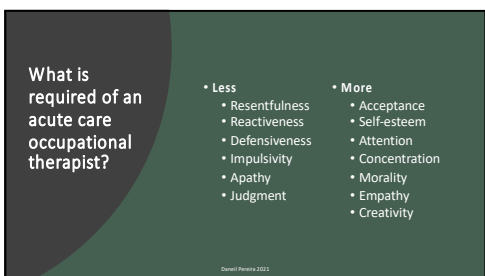 What is
required of an
acute care
occupational
therapist?
• Less
• Resentfulness
• Reactiveness
• Defensiveness
• Impulsivity
• Apathy
• Judgment
• More
• Acceptance
• Self-esteem
• Attention
• Concentration
• Morality
• Empathy
• Creativity
Daneil Pereira 2021